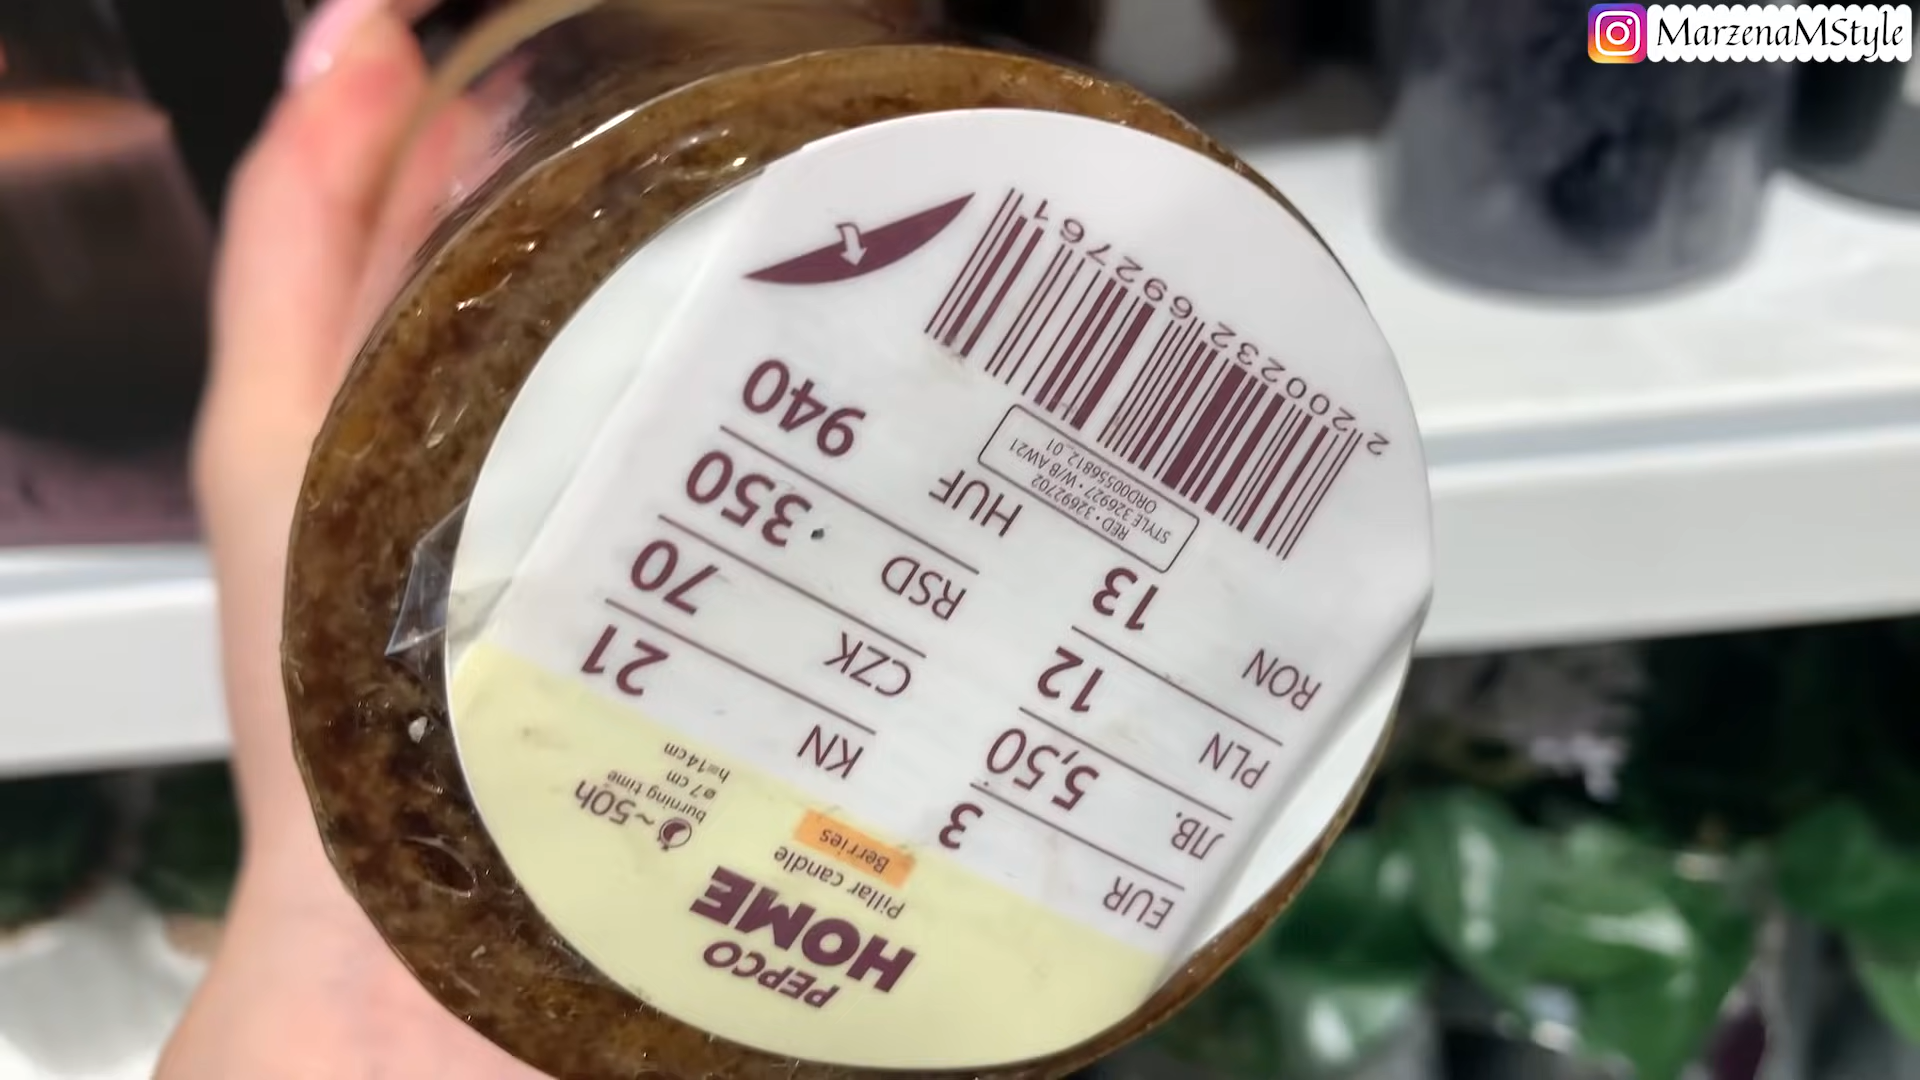 MarzenaMStyle
PEPCO
HOME
Pillar candle
Berries
~50h
burning time
ø 7 cm
h=14cm
EUR 3
ЛВ. 5,50
PLN 12
RON 13
KN 21
CZK 70
RSD 350
HUF 940
RED • 32692702
STYLE 326927 • W/B AW21
ORD00556812_01
2 200232 692761